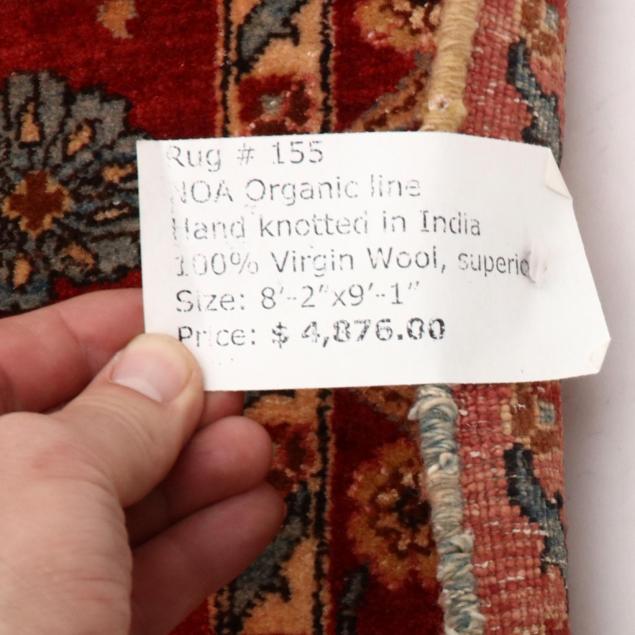 Rug # 155
NOA Organic line
Hand knotted in India
100% Virgin Wool, superio
Size: 8'-2"x9'-1"
Price: $ 4,876.00